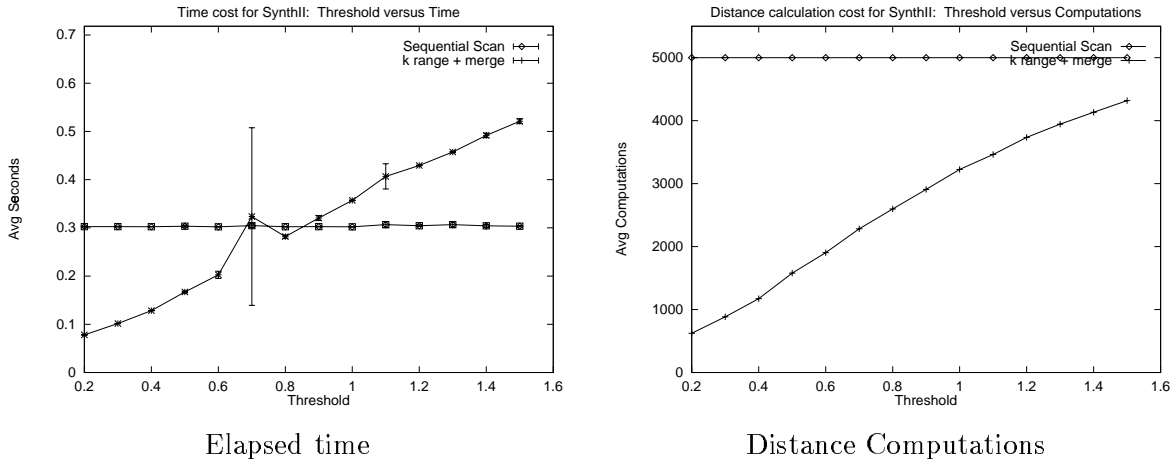 Time cost for SynthII:  Threshold versus Time
Sequential Scan
k range + merge
0.7
0.6
0.5
0.4
0.3
0.2
0.1
0
Avg Seconds
0.2
0.4
0.6
0.8
1
1.2
1.4
1.6
Threshold
Elapsed time
Distance calculation cost for SynthII:  Threshold versus Computations
Sequential Scan
k range + merge
5000
4000
3000
2000
1000
0
Avg Computations
0.2
0.4
0.6
0.8
1
1.2
1.4
1.6
Threshold
Distance Computations